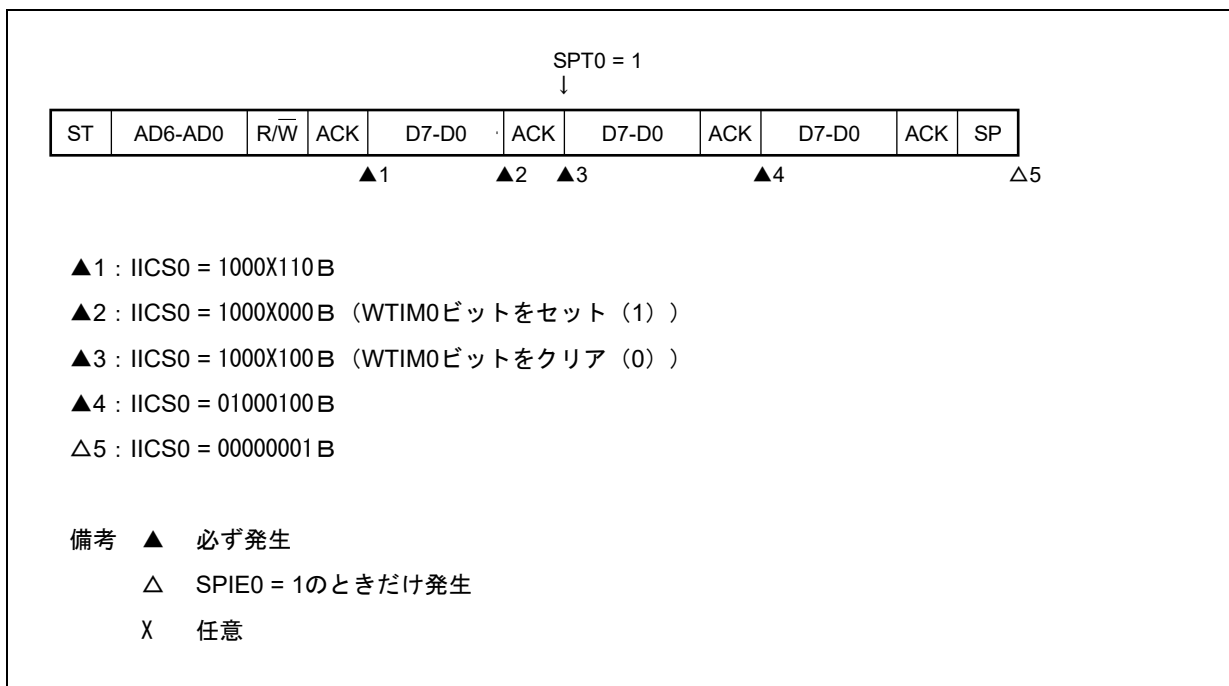 SPT0 = 1
↓
ST AD6-AD0 R/W̅ ACK D7-D0 ACK D7-D0 ACK D7-D0 ACK SP
▲1 ▲2 ▲3 ▲4 △5
▲1：IICS0 = 1000X110B
▲2：IICS0 = 1000X000B（WTIM0ビットをセット（1））
▲3：IICS0 = 1000X100B（WTIM0ビットをクリア（0））
▲4：IICS0 = 01000100B
△5：IICS0 = 00000001B
備考 ▲ 必ず発生
△ SPIE0 = 1のときだけ発生
X 任意